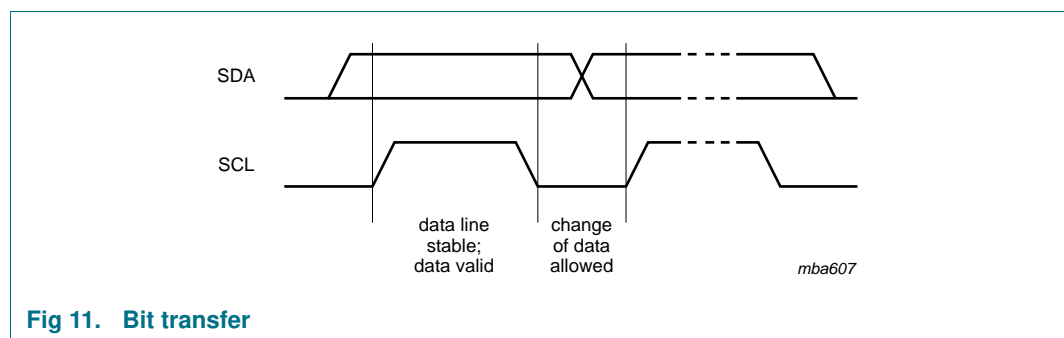 SDA
SCL
data line
stable;
data valid
change
of data
allowed
mba607
Fig 11. Bit transfer